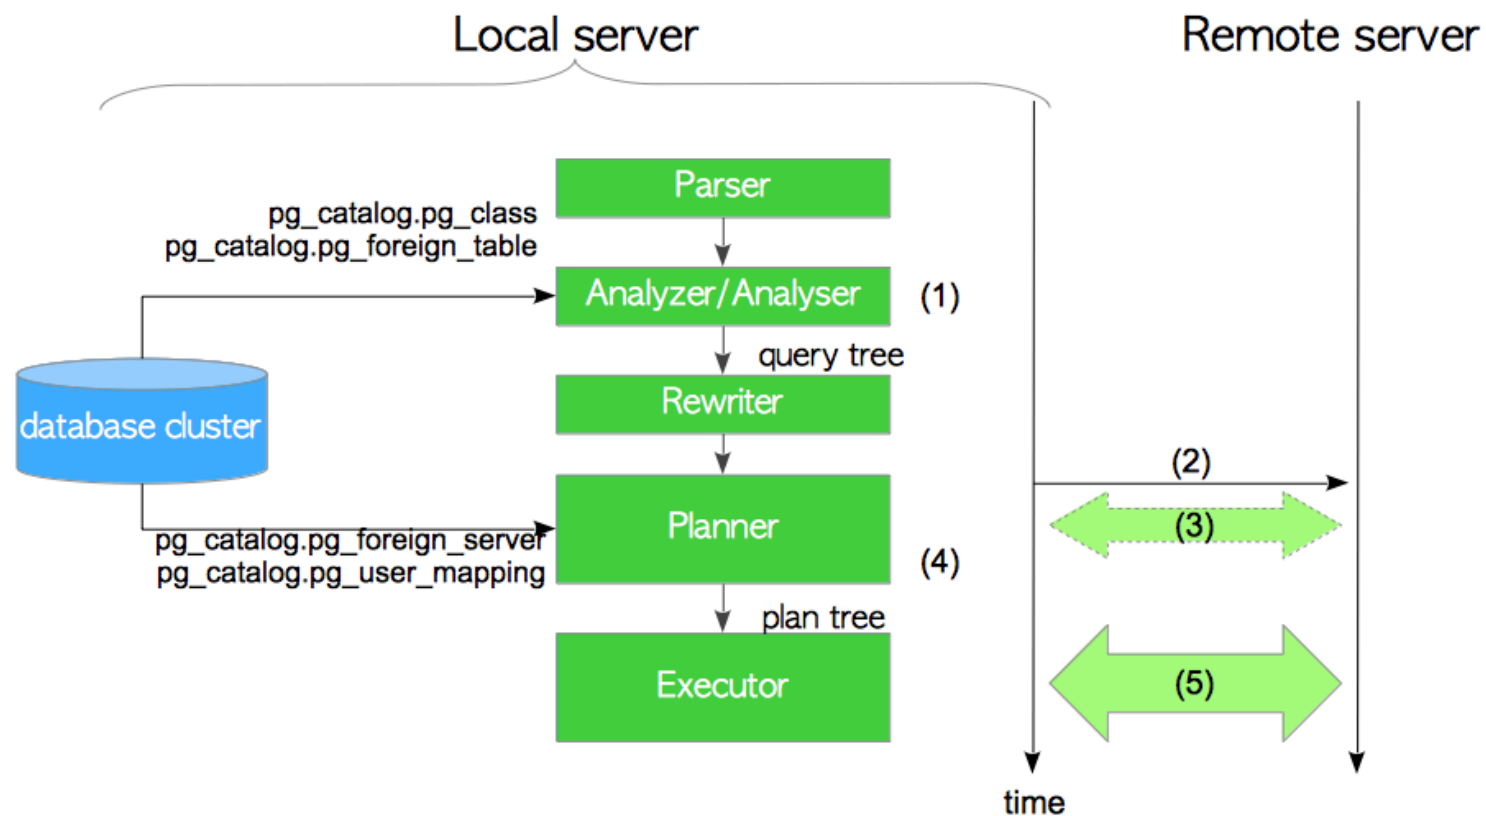 Local server
Remote server
Parser
pg_catalog.pg_class
pg_catalog.pg_foreign_table
Analyzer/Analyser
(1)
query tree
Rewriter
database cluster
(2)
Planner
(3)
pg_catalog.pg_foreign_server
pg_catalog.pg_user_mapping
(4)
plan tree
Executor
(5)
time